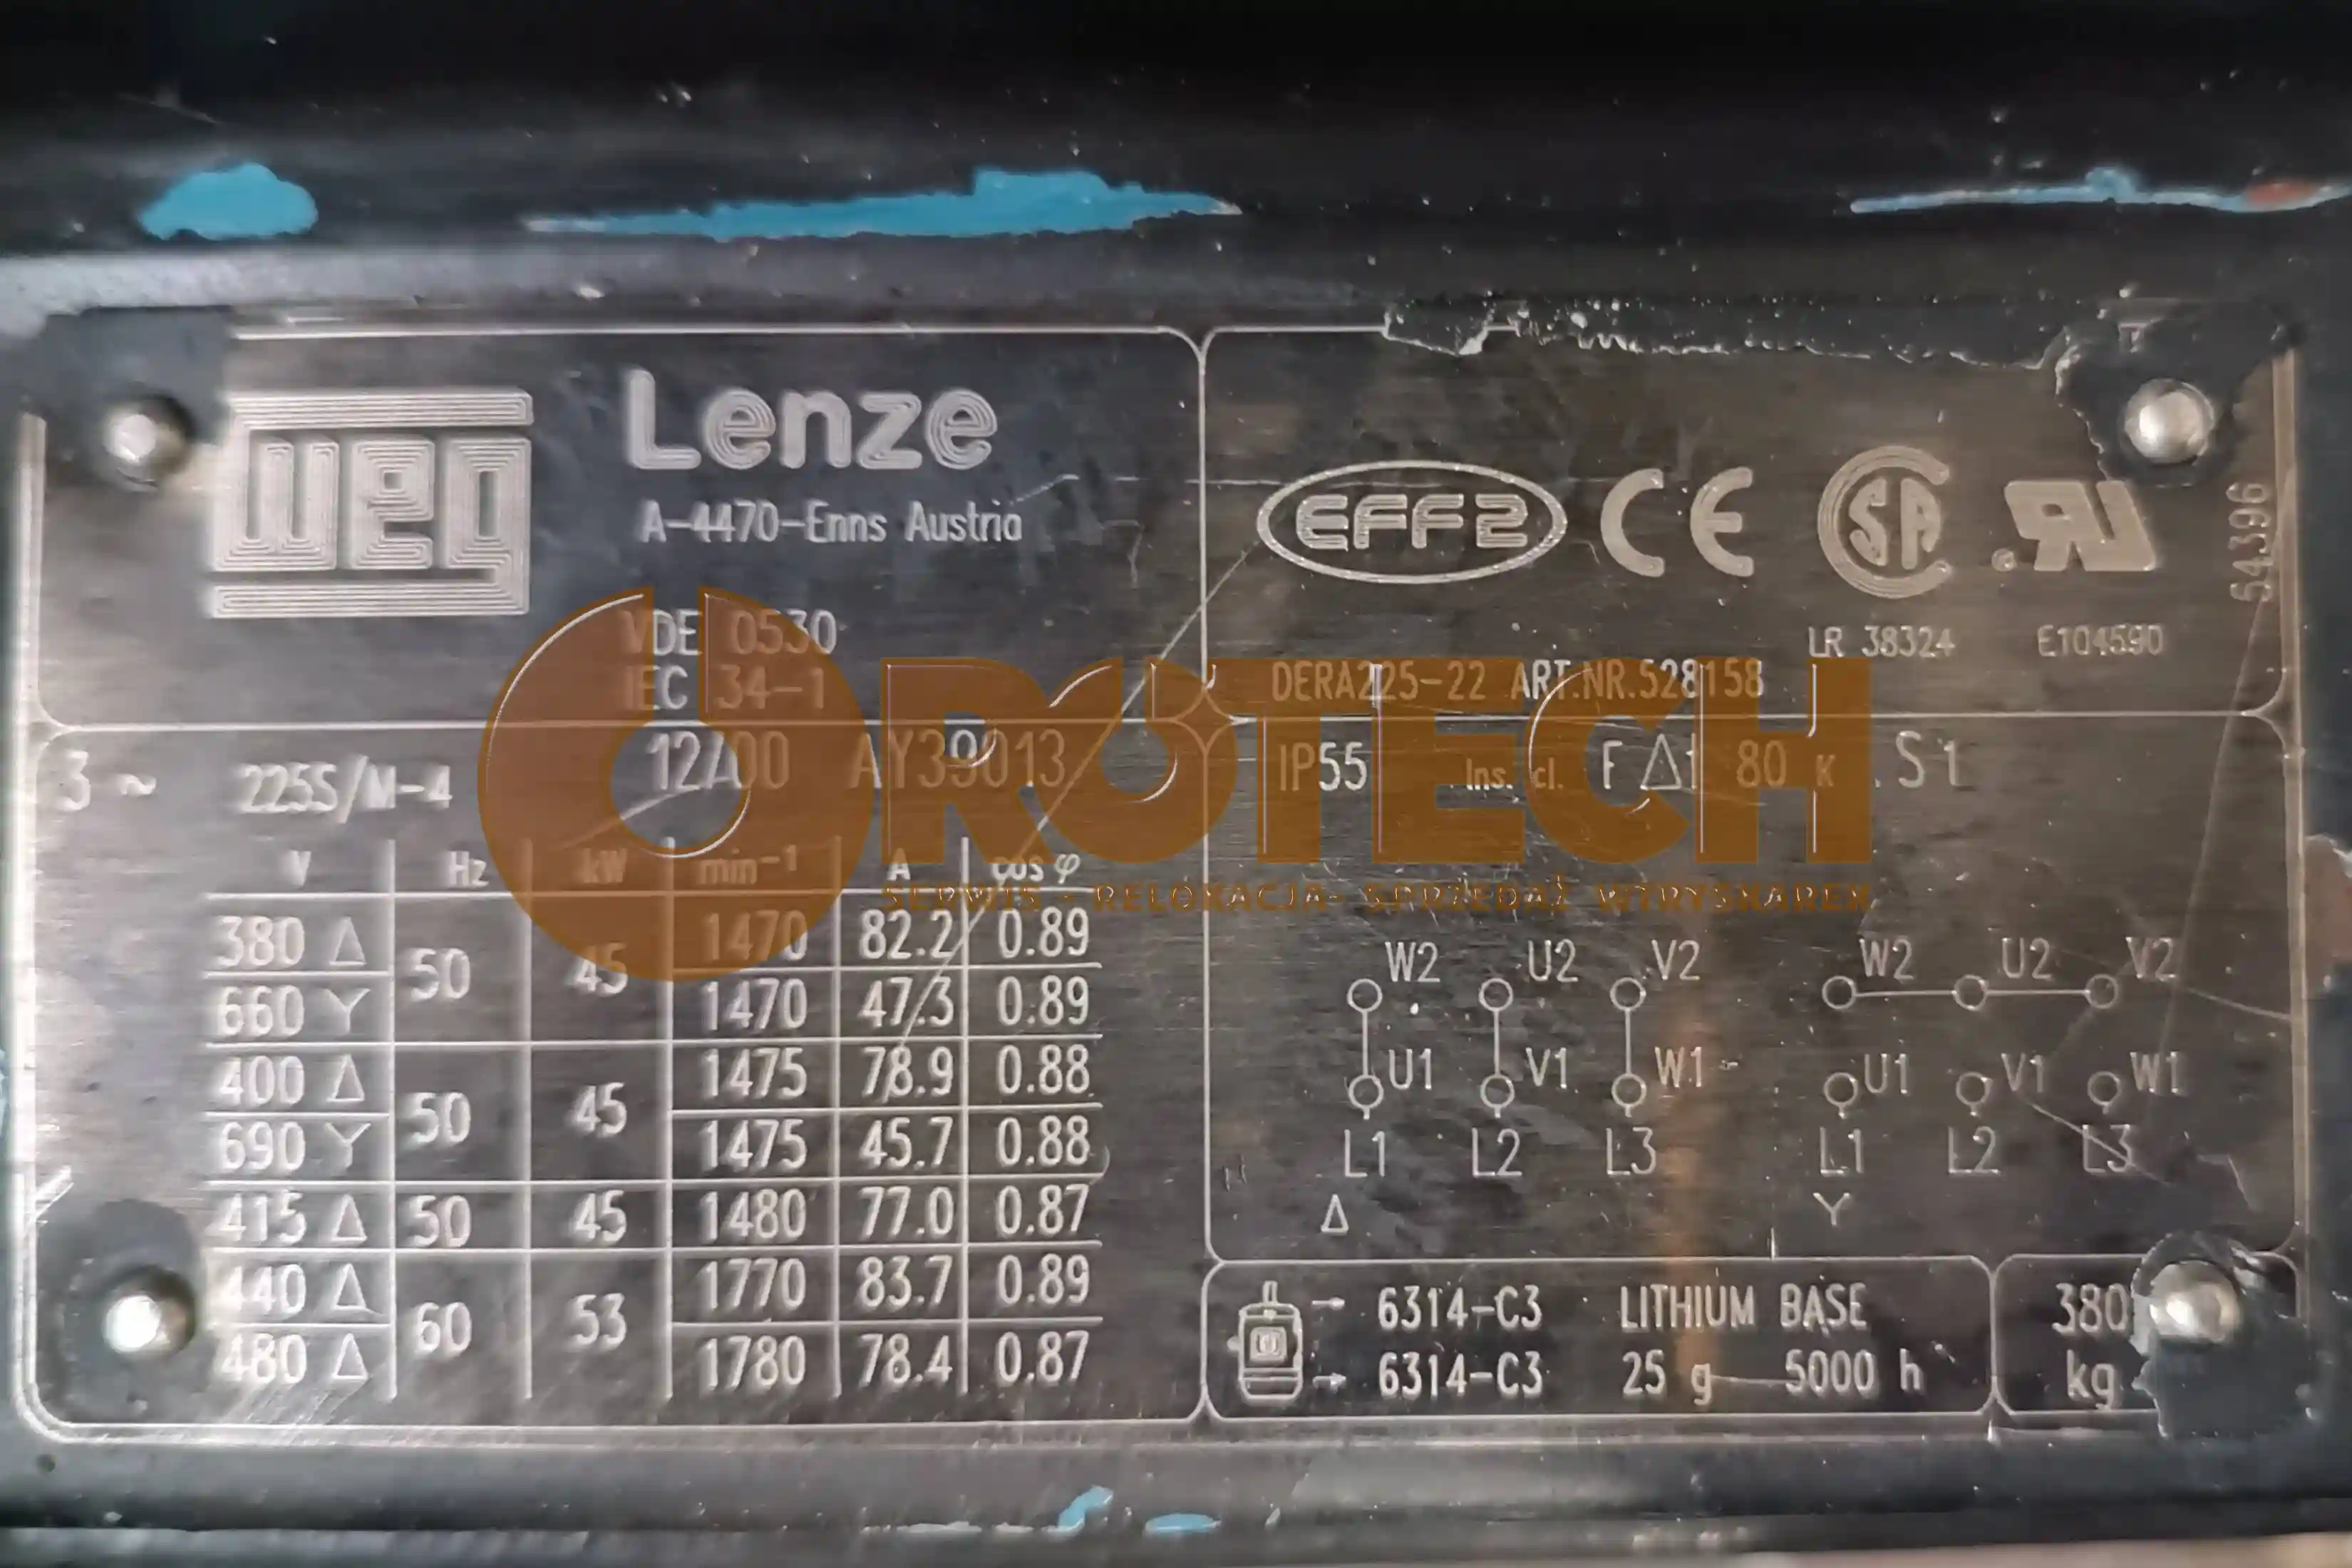 weg
Lenze
A-4470-Enns Austria
VDE 0530
IEC 34-1
EFF2 CE SA RU
LR 38324 E104590
DERA225-22 ART.NR.528158
64396
OROTECH
SERWIS - RELOKACJA- SPRZEDAŻ WTRYSKAREK
3 ~ 225S/M-4 12/00 AY39013
IP55 Ins. cl. F Δt 80 K S1
V Hz kW min-1 A cos φ
380 Δ 50 45 1470 82.2 0.89
660 Y 1470 47.3 0.89
400 Δ 50 45 1475 78.9 0.88
690 Y 1475 45.7 0.88
415 Δ 50 45 1480 77.0 0.87
440 Δ 60 53 1770 83.7 0.89
480 Δ 1780 78.4 0.87
W2 U2 V2 W2 U2 V2
U1 V1 W1 U1 V1 W1
L1 L2 L3 L1 L2 L3
Δ Y
6314-C3 LITHIUM BASE
6314-C3 25 g 5000 h
380
kg